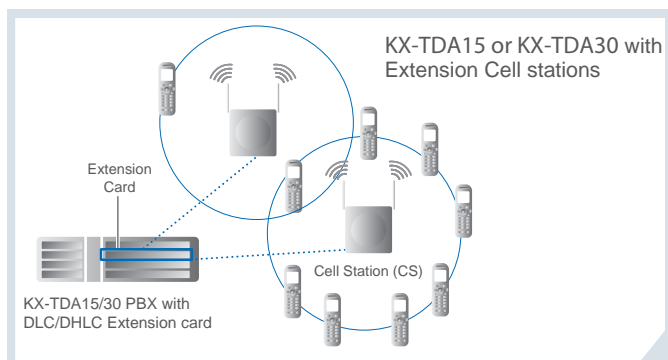 KX-TDA15 or KX-TDA30 with
Extension Cell stations
Extension
Card
Cell Station (CS)
KX-TDA15/30 PBX with
DLC/DHLC Extension card